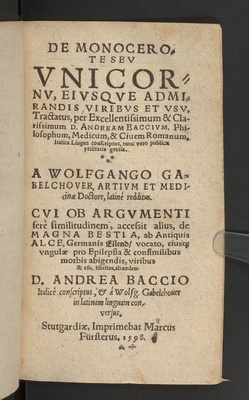 DE MONOCERO-
TE SEV
VNICOR-
NV, EIVSQVE ADMI-
RANDIS VIRIBVS ET VSV,
Tractatus, per Excellentissimum & Cla-
rissimum D. ANDREAM BACCIVM, Phi-
losophum, Medicum, & Ciuem Romanum,
Italica Lingua conscriptus, nunc vero publicæ
vtilitatis gratia.
A WOLFGANGO GA-
BELCHOVER, ARTIVM ET MEDI-
cinæ Doctore, latinè redditus.
CVI OB ARGVMENTI
ferè similitudinem, accessit alius, de
MAGNA BESTIA, ab Antiquis
ALCE, Germanis Ellend/ vocato, eiusq;
vngulæ pro Epilepsia & consimilibus
morbis abigendis, viribus
& vsu, libellus, ab eodem
D. ANDREA BACCIO
Italicè conscriptus, & à Wolfg. Gabelchouer
in latinam linguam con-
versus.
Stutgardiæ, Imprimebat Marcus
Fürsterus, 1598.